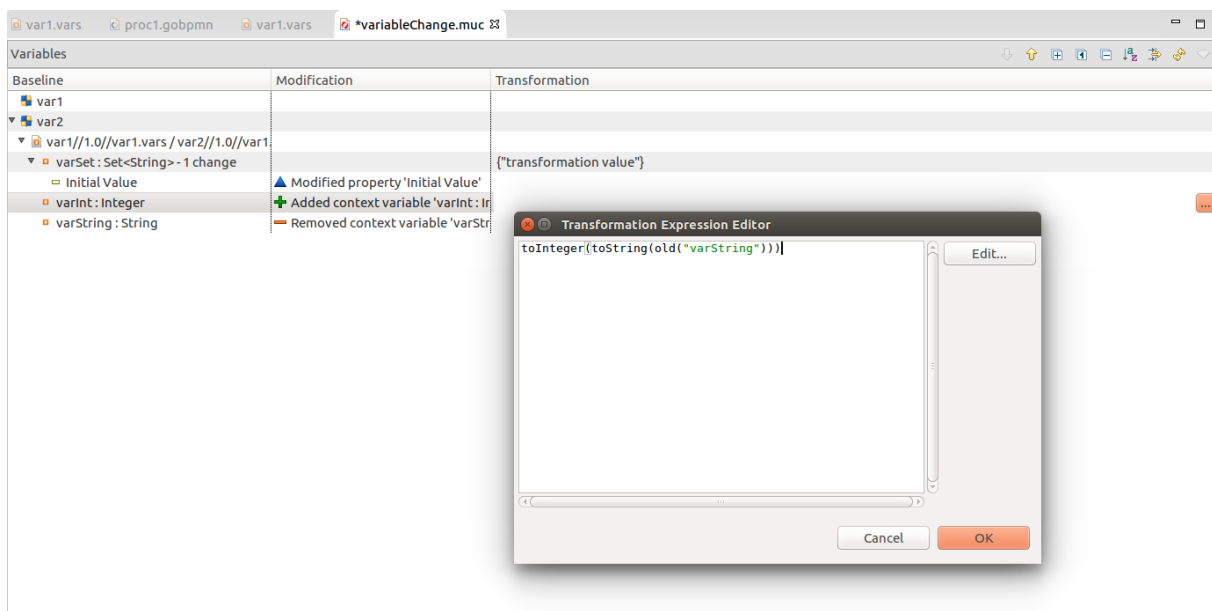 var1.vars proc1.gobpmn var1.vars *variableChange.muc
Variables
Baseline Modification Transformation
var1
var2
var1//1.0//var1.vars / var2//1.0//var1.
varSet : Set<String> - 1 change {"transformation value"}
Initial Value Modified property 'Initial Value'
varInt : Integer Added context variable 'varInt : Ir
varString : String Removed context variable 'varStr
...
Transformation Expression Editor
toInteger(toString(old("varString")))
Edit...
Cancel OK